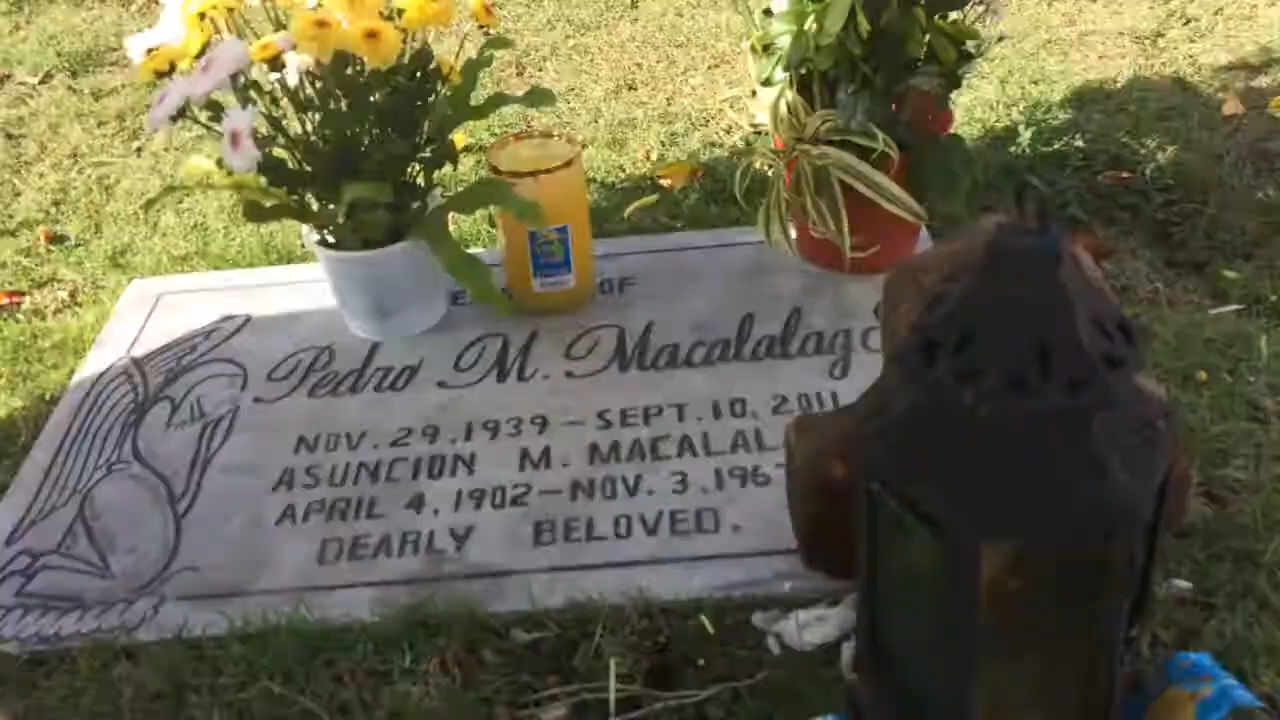 OF
Pedro M. Macalalag
NOV. 29, 1939 - SEPT. 10, 2011
ASUNCION M. MACALAL
APRIL 4, 1902 - NOV. 3, 196
DEARLY BELOVED.